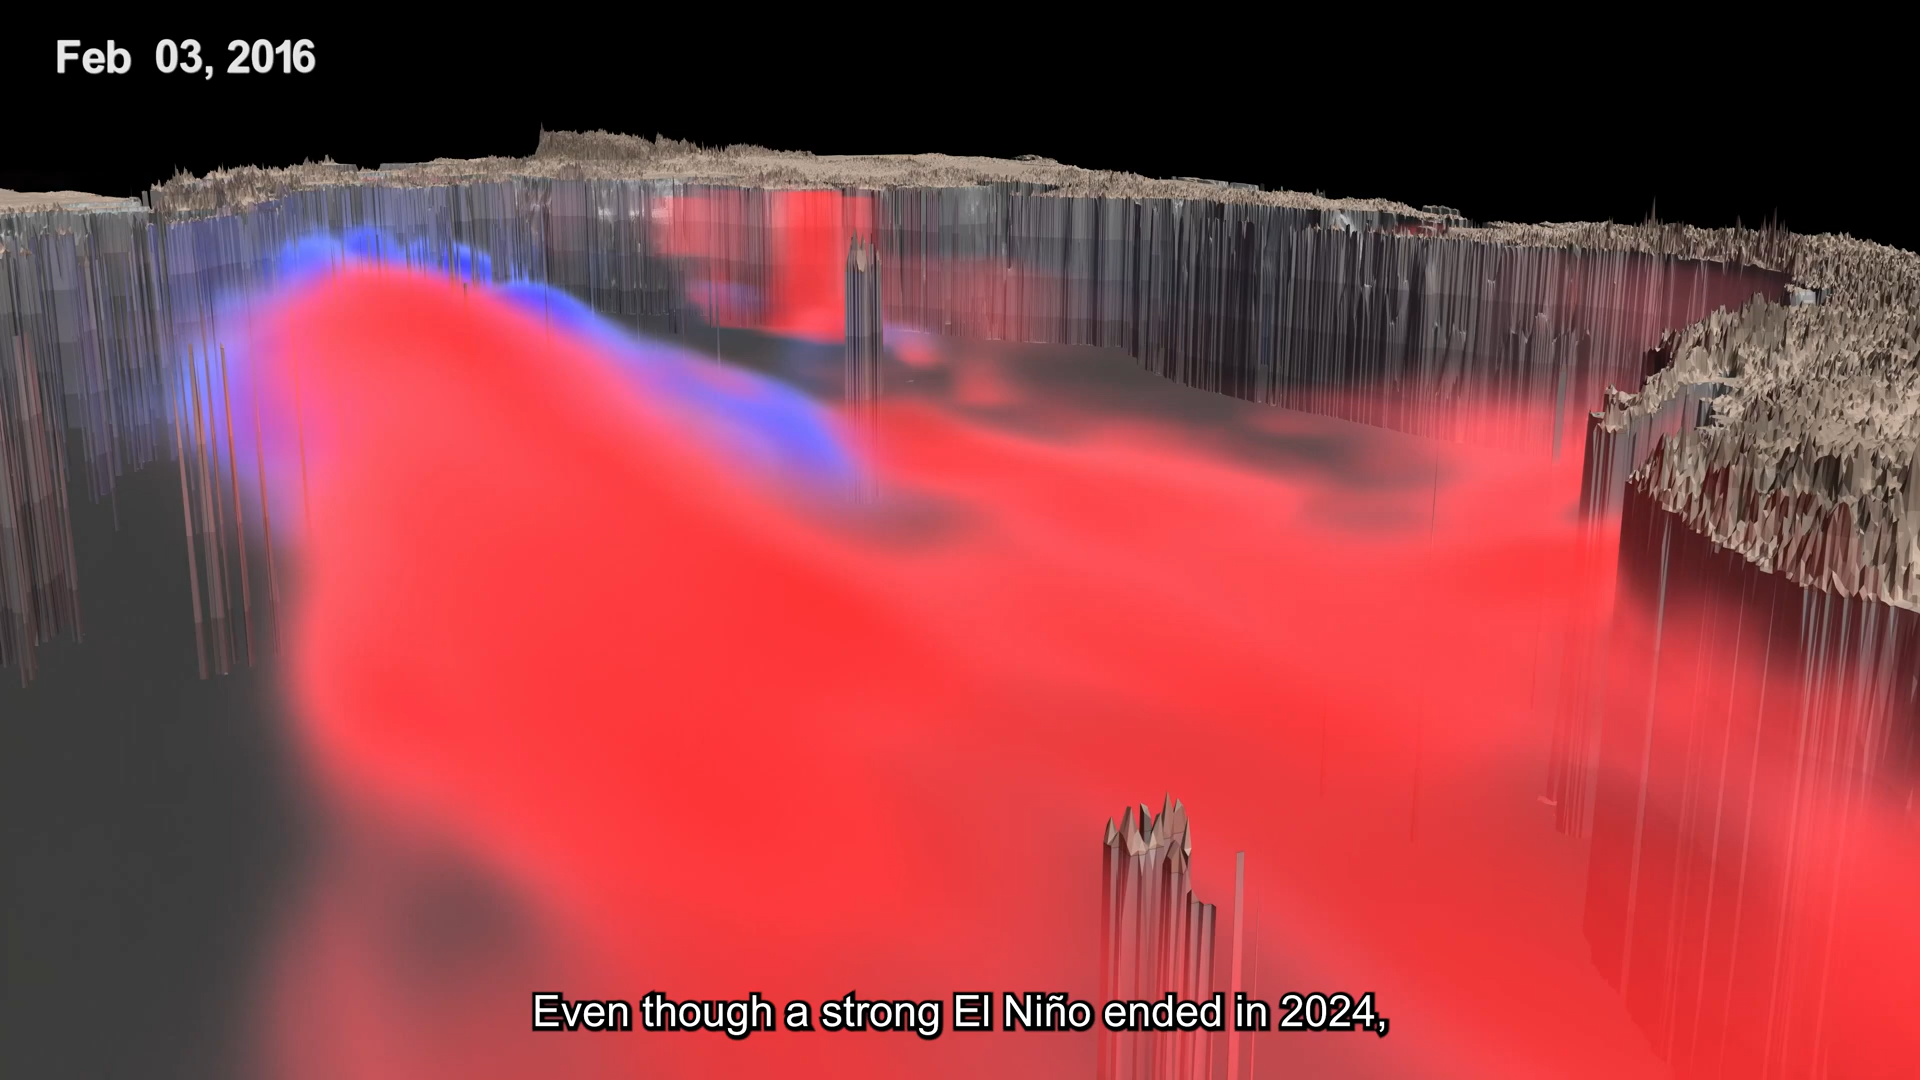 Feb 03, 2016
Even though a strong El Niño ended in 2024,